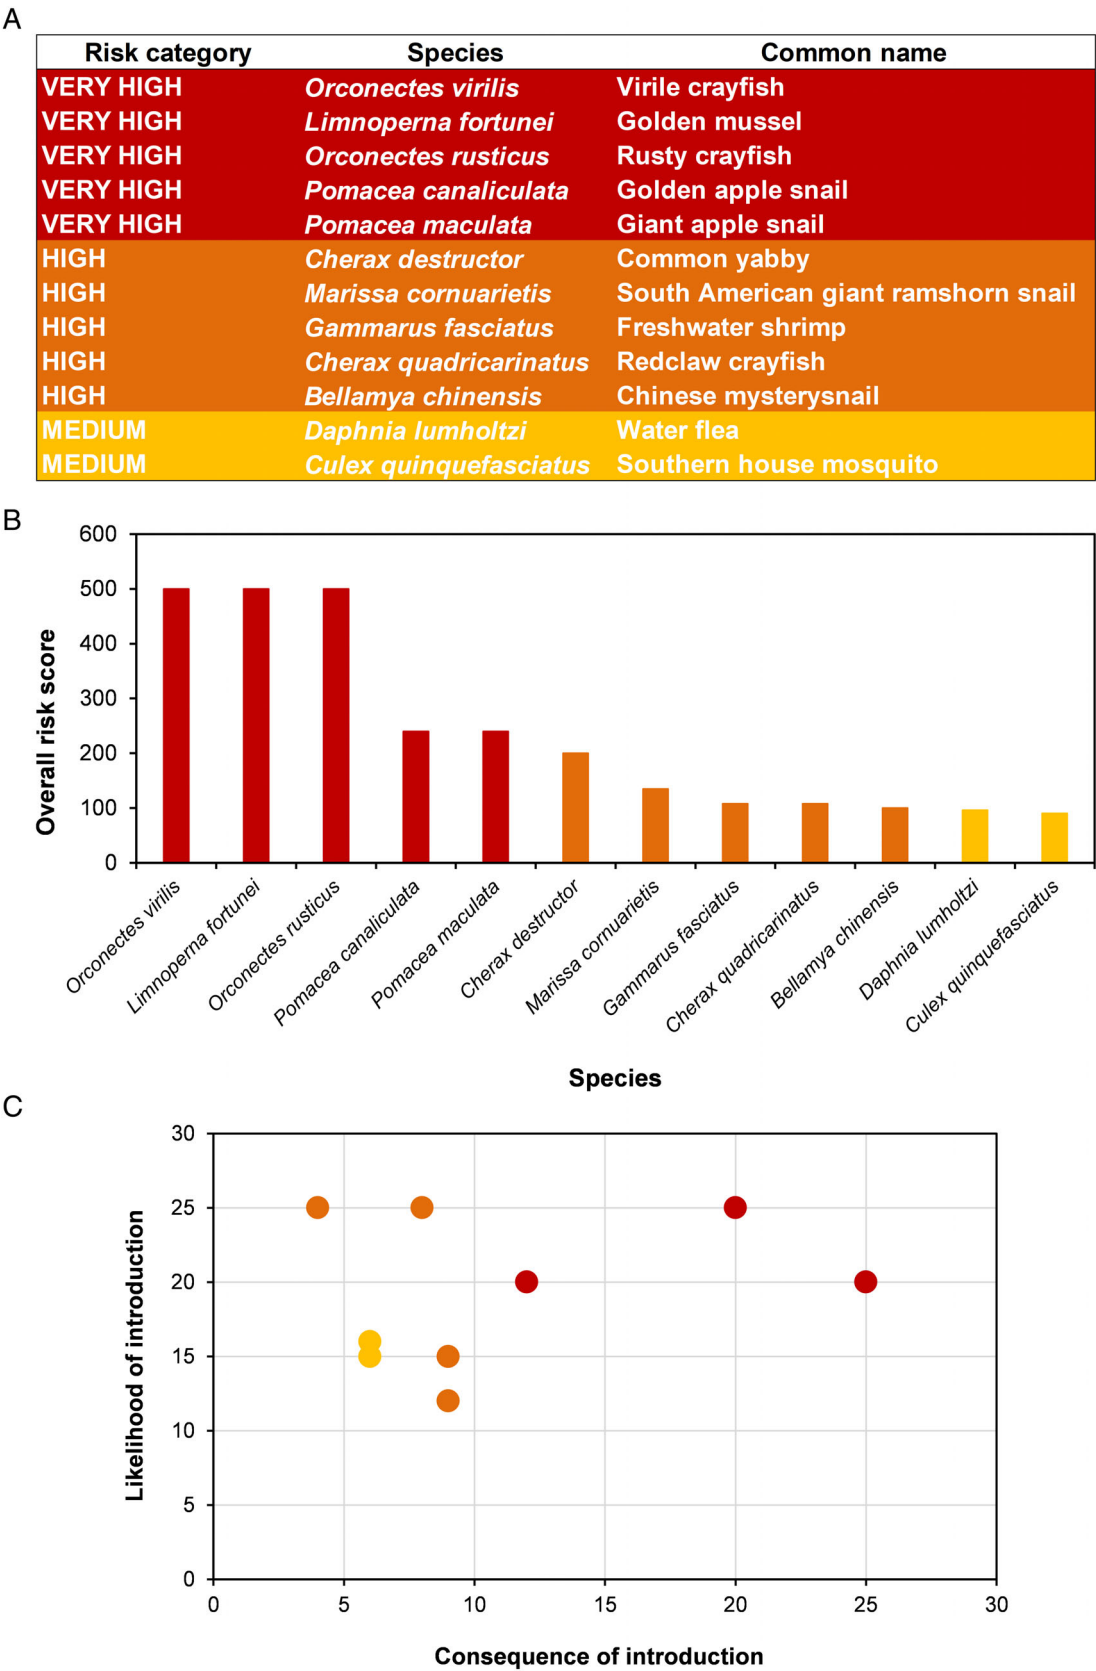 A
Risk category Species Common name
VERY HIGH Orconectes virilis Virile crayfish
VERY HIGH Limnoperna fortunei Golden mussel
VERY HIGH Orconectes rusticus Rusty crayfish
VERY HIGH Pomacea canaliculata Golden apple snail
VERY HIGH Pomacea maculata Giant apple snail
HIGH Cherax destructor Common yabby
HIGH Marissa cornuarietis South American giant ramshorn snail
HIGH Gammarus fasciatus Freshwater shrimp
HIGH Cherax quadricarinatus Redclaw crayfish
HIGH Bellamya chinensis Chinese mysterysnail
MEDIUM Daphnia lumholtzi Water flea
MEDIUM Culex quinquefasciatus Southern house mosquito
B
Overall risk score
600
500
400
300
200
100
0
Orconectes virilis
Limnoperna fortunei
Orconectes rusticus
Pomacea canaliculata
Pomacea maculata
Cherax destructor
Marissa cornuarietis
Gammarus fasciatus
Cherax quadricarinatus
Bellamya chinensis
Daphnia lumholtzi
Culex quinquefasciatus
Species
C
Likelihood of introduction
30
25
20
15
10
5
0
0 5 10 15 20 25 30
Consequence of introduction